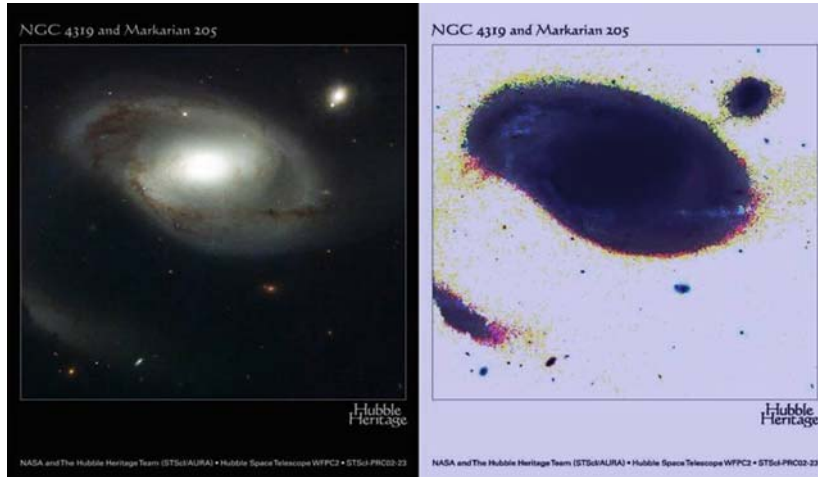 NGC 4319 and Markarian 205
Hubble
Heritage
NASA and The Hubble Heritage Team (STScI/AURA) • Hubble Space Telescope WFPC2 • STScI-PRC02-23
NGC 4319 and Markarian 205
Hubble
Heritage
NASA and The Hubble Heritage Team (STScI/AURA) • Hubble Space Telescope WFPC2 • STScI-PRC02-23